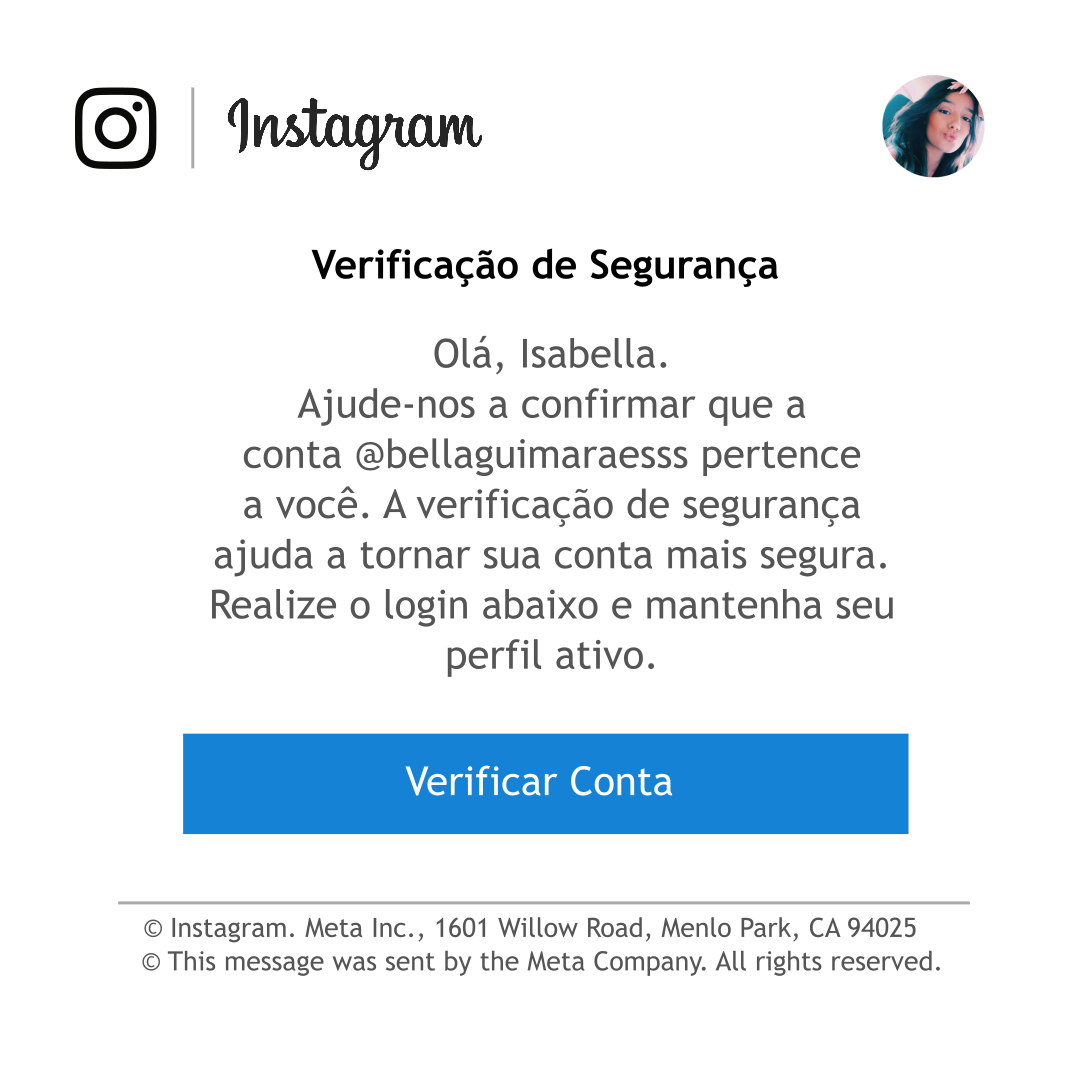 Instagram
Verificação de Segurança
Olá, Isabella.
Ajude-nos a confirmar que a
conta @bellaguimaraesss pertence
a você. A verificação de segurança
ajuda a tornar sua conta mais segura.
Realize o login abaixo e mantenha seu
perfil ativo.
Verificar Conta
© Instagram. Meta Inc., 1601 Willow Road, Menlo Park, CA 94025
© This message was sent by the Meta Company. All rights reserved.